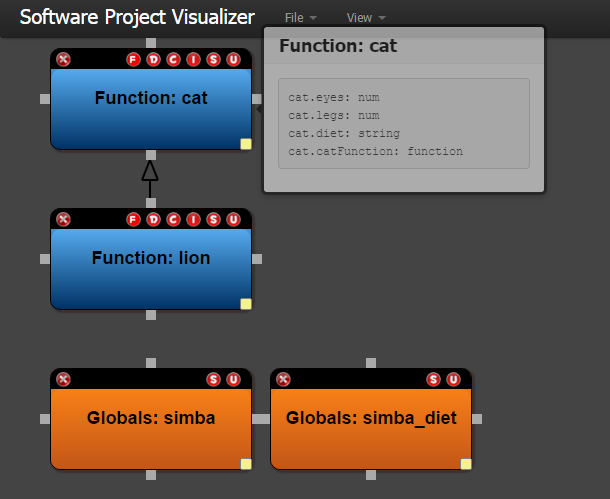 Software Project Visualizer File View
Function: cat
cat.eyes: num
cat.legs: num
cat.diet: string
cat.catFunction: function
F D C I S U
Function: cat
F D C I S U
Function: lion
S U
Globals: simba
S U
Globals: simba_diet